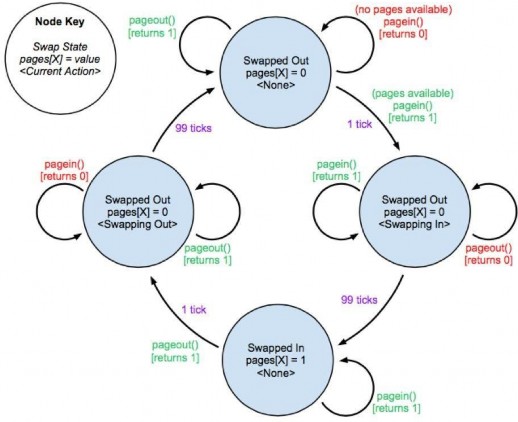 Node Key
Swap State
pages[X] = value
<Current Action>
pageout()
[returns 1]
Swapped Out
pages[X] = 0
<None>
(no pages available)
pagein()
[returns 0]
(pages available)
pagein()
[returns 1]
1 tick
99 ticks
pagein()
[returns 0]
Swapped Out
pages[X] = 0
<Swapping Out>
pageout()
[returns 1]
pagein()
[returns 1]
Swapped Out
pages[X] = 0
<Swapping In>
pageout()
[returns 0]
99 ticks
1 tick
pageout()
[returns 1]
Swapped In
pages[X] = 1
<None>
pagein()
[returns 1]